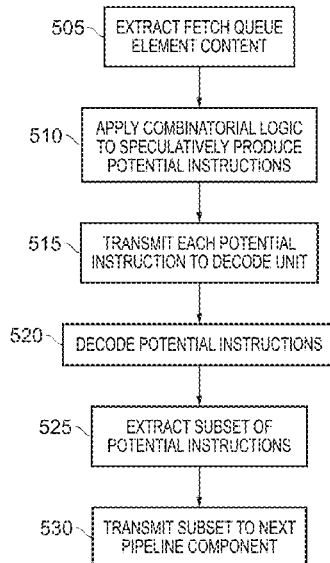 505
EXTRACT FETCH QUEUE
ELEMENT CONTENT
510
APPLY COMBINATORIAL LOGIC
TO SPECULATIVELY PRODUCE
POTENTIAL INSTRUCTIONS
515
TRANSMIT EACH POTENTIAL
INSTRUCTION TO DECODE UNIT
520
DECODE POTENTIAL INSTRUCTIONS
525
EXTRACT SUBSET OF
POTENTIAL INSTRUCTIONS
530
TRANSMIT SUBSET TO NEXT
PIPELINE COMPONENT